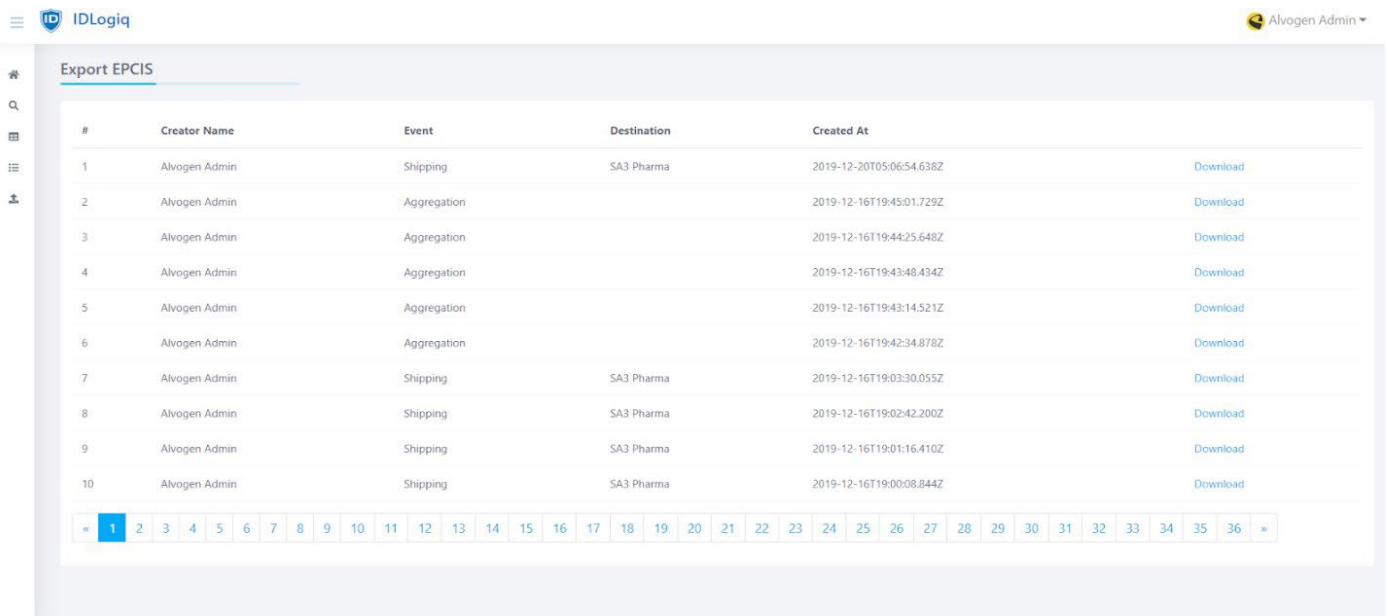 ID IDLogiq
Alvogen Admin
Export EPCIS
# Creator Name Event Destination Created At
1 Alvogen Admin Shipping SA3 Pharma 2019-12-20T05:06:54.638Z Download
2 Alvogen Admin Aggregation 2019-12-16T19:45:01.729Z Download
3 Alvogen Admin Aggregation 2019-12-16T19:44:25.648Z Download
4 Alvogen Admin Aggregation 2019-12-16T19:43:48.434Z Download
5 Alvogen Admin Aggregation 2019-12-16T19:43:14.521Z Download
6 Alvogen Admin Aggregation 2019-12-16T19:42:34.878Z Download
7 Alvogen Admin Shipping SA3 Pharma 2019-12-16T19:03:30.055Z Download
8 Alvogen Admin Shipping SA3 Pharma 2019-12-16T19:02:42.200Z Download
9 Alvogen Admin Shipping SA3 Pharma 2019-12-16T19:01:16.410Z Download
10 Alvogen Admin Shipping SA3 Pharma 2019-12-16T19:00:08.844Z Download
« 1 2 3 4 5 6 7 8 9 10 11 12 13 14 15 16 17 18 19 20 21 22 23 24 25 26 27 28 29 30 31 32 33 34 35 36 »